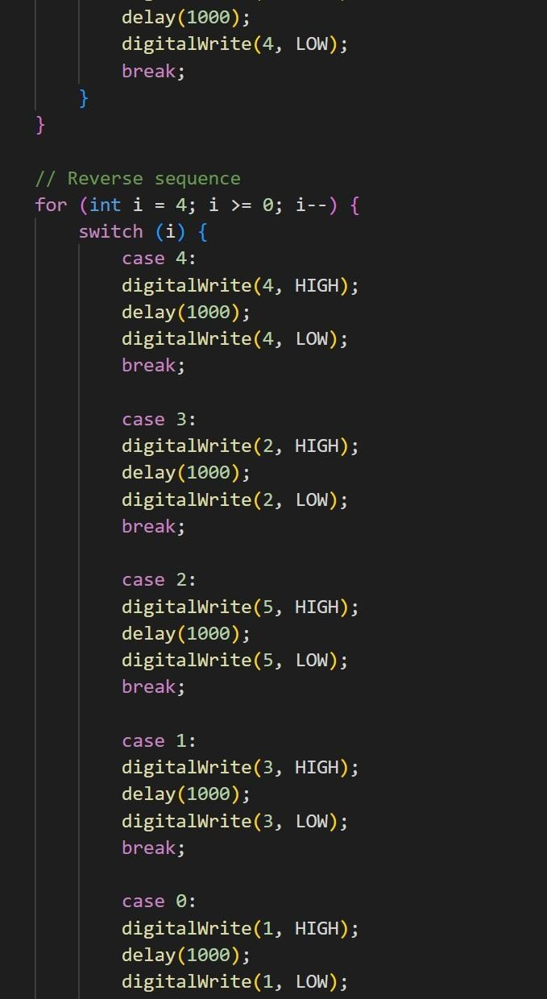 delay(1000);
digitalWrite(4, LOW);
break;
}
}
// Reverse sequence
for (int i = 4; i >= 0; i--) {
switch (i) {
case 4:
digitalWrite(4, HIGH);
delay(1000);
digitalWrite(4, LOW);
break;
case 3:
digitalWrite(2, HIGH);
delay(1000);
digitalWrite(2, LOW);
break;
case 2:
digitalWrite(5, HIGH);
delay(1000);
digitalWrite(5, LOW);
break;
case 1:
digitalWrite(3, HIGH);
delay(1000);
digitalWrite(3, LOW);
break;
case 0:
digitalWrite(1, HIGH);
delay(1000);
digitalWrite(1, LOW);